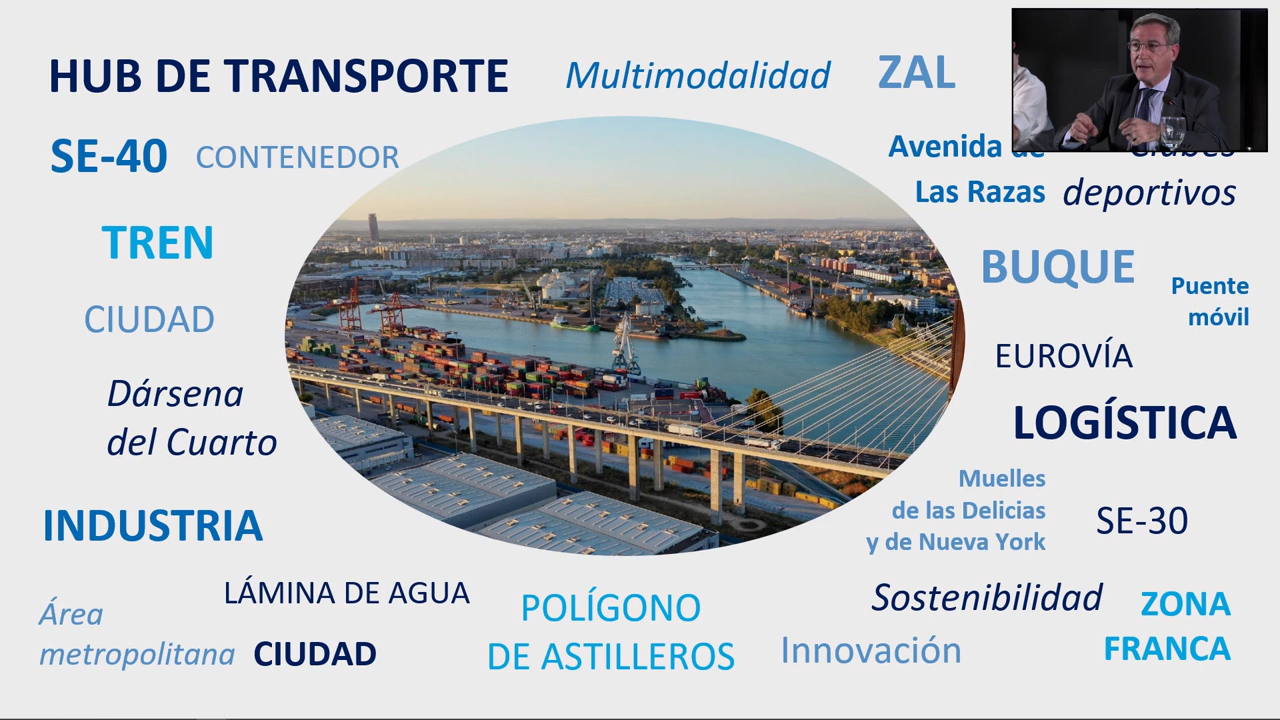 HUB DE TRANSPORTE
Multimodalidad
ZAL
SE-40
CONTENEDOR
Avenida de
Las Razas
Clubes
deportivos
TREN
BUQUE
Puente
móvil
CIUDAD
EUROVÍA
Dársena
del Cuarto
LOGÍSTICA
Muelles
de las Delicias
y de Nueva York
SE-30
INDUSTRIA
LÁMINA DE AGUA
Área
metropolitana
CIUDAD
POLÍGONO
DE ASTILLEROS
Sostenibilidad
Innovación
ZONA
FRANCA